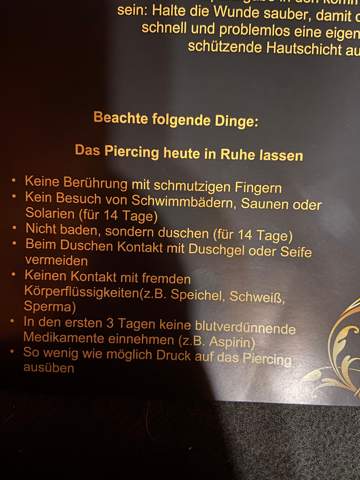 sein: Halte die Wunde sauber, damit
schnell und problemlos eine
schützende Hautschicht
Beachte folgende Dinge:
Das Piercing heute in Ruhe lassen
• Keine Berührung mit schmutzigen Fingern
• Kein Besuch von Schwimmbädern, Saunen oder
Solarien (für 14 Tage)
• Nicht baden, sondern duschen (für 14 Tage)
• Beim Duschen Kontakt mit Duschgel oder Seife
vermeiden
• Keinen Kontakt mit fremden
Körperflüssigkeiten(z.B. Speichel, Schweiß,
Sperma)
• In den ersten 3 Tagen keine blutverdünnende
Medikamente einnehmen (z.B. Aspirin)
• So wenig wie möglich Druck auf das Piercing
ausüben